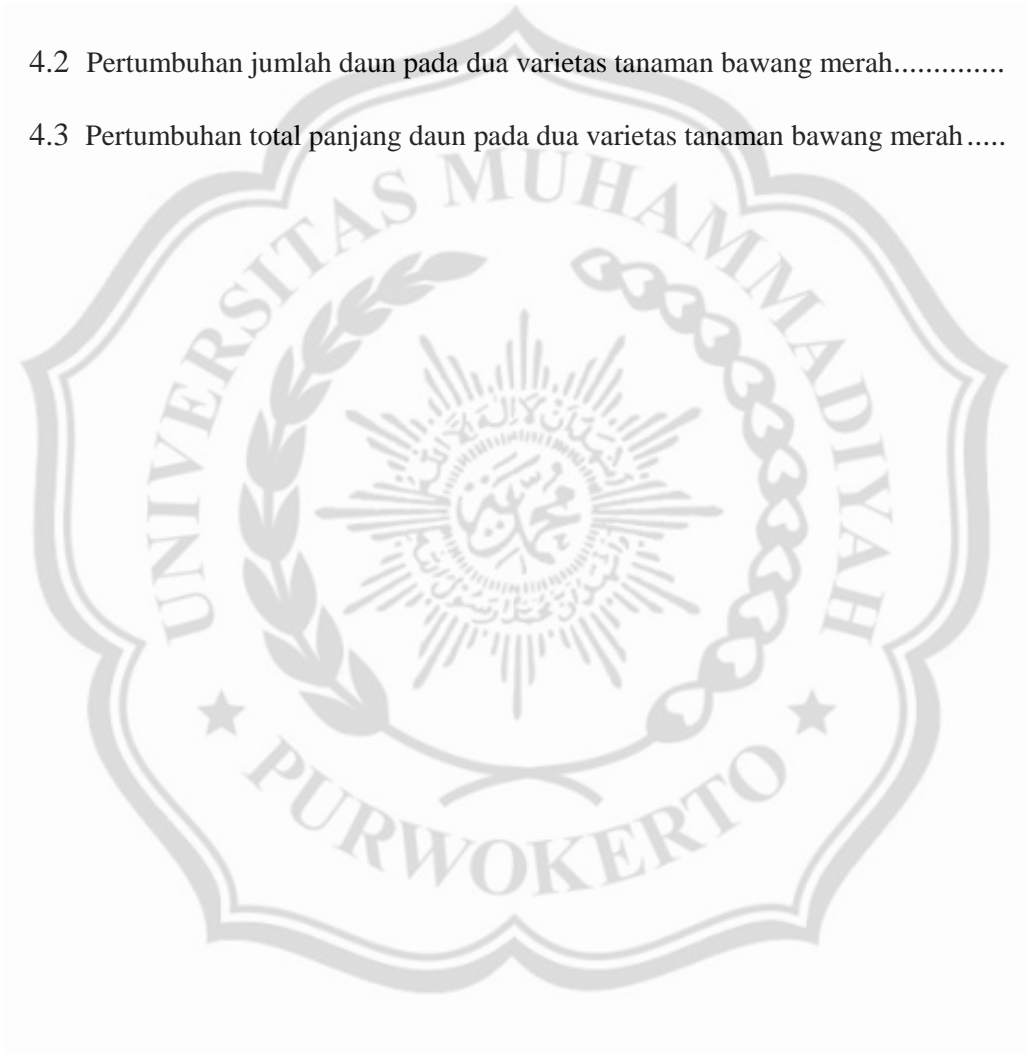 4.2 Pertumbuhan jumlah daun pada dua varietas tanaman bawang merah..............
4.3 Pertumbuhan total panjang daun pada dua varietas tanaman bawang merah.....
UNIVERSITAS MUHAMMADIYAH
PURWOKERTO